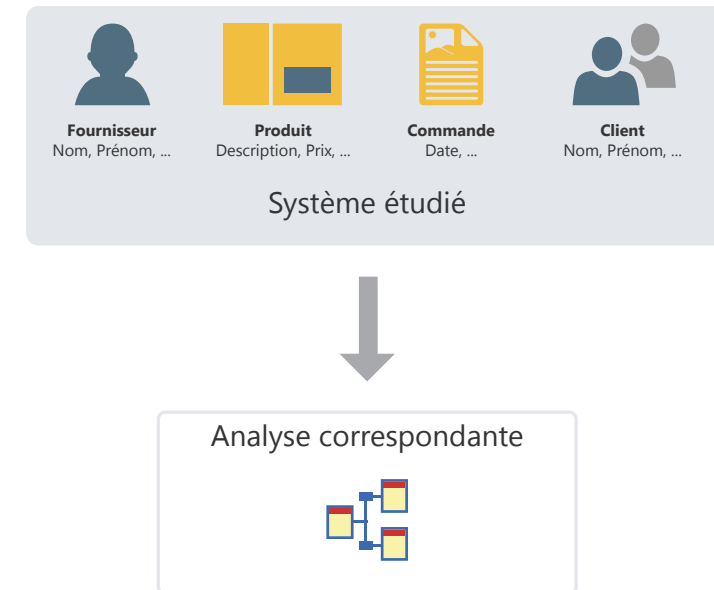 Fournisseur Produit Commande Client
Nom, Prénom, ... Description, Prix, ... Date, ... Nom, Prénom, ...
Système étudié
Analyse correspondante